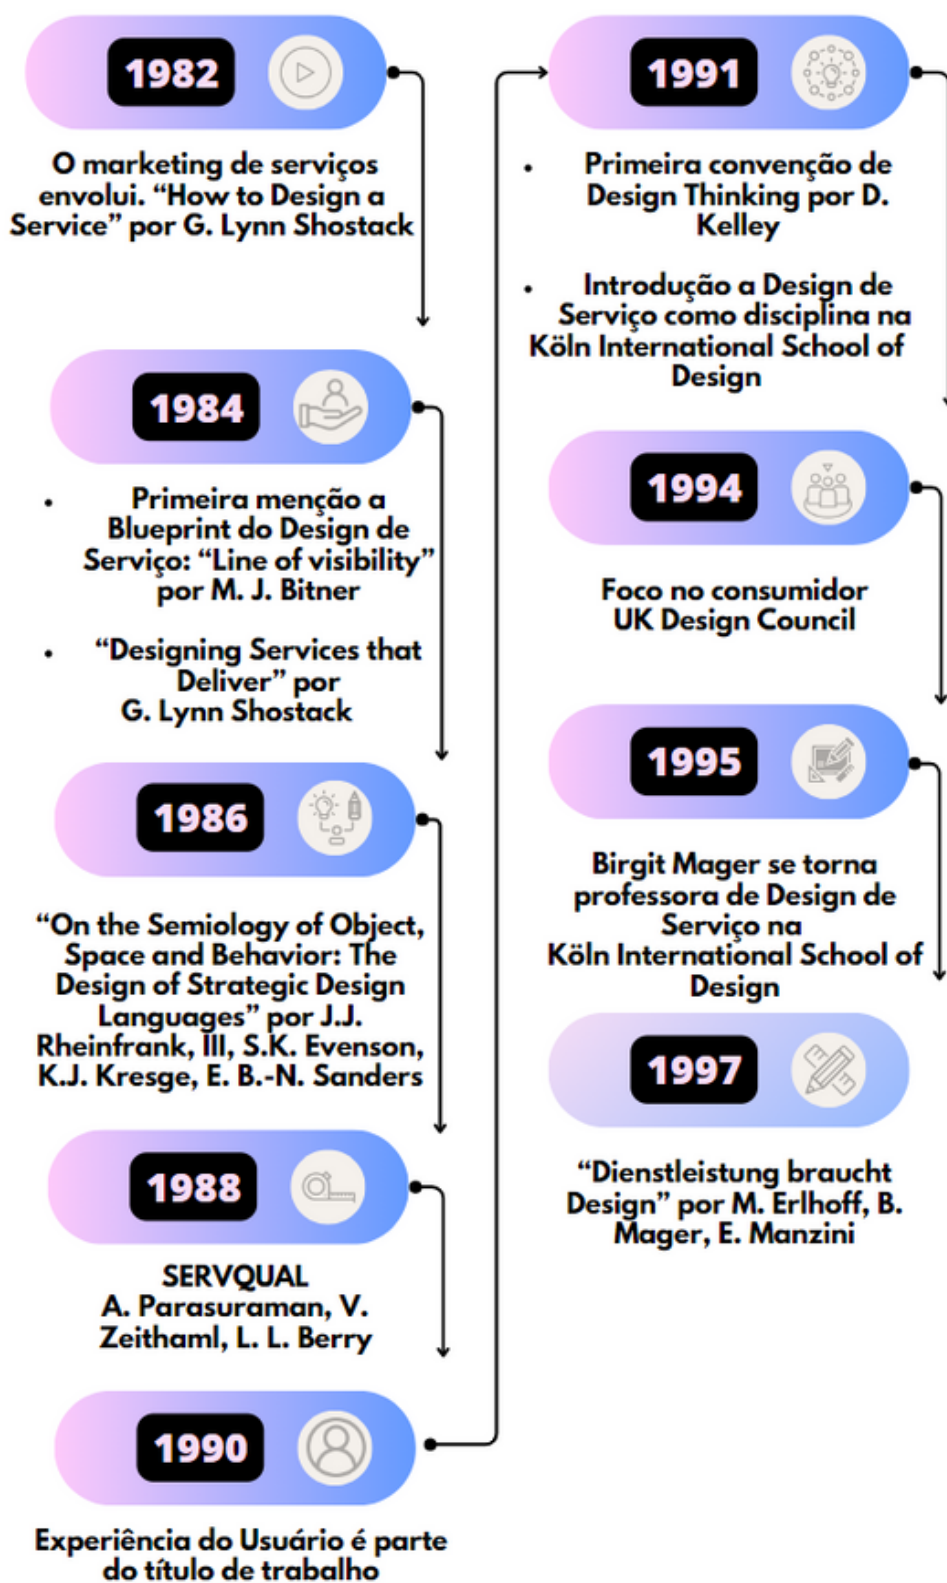 1982
O marketing de serviços
envolui. “How to Design a
Service” por G. Lynn Shostack
1984
• Primeira menção a
Blueprint do Design de
Serviço: “Line of visibility”
por M. J. Bitner
• “Designing Services that
Deliver” por
G. Lynn Shostack
1986
“On the Semiology of Object,
Space and Behavior: The
Design of Strategic Design
Languages” por J.J.
Rheinfrank, III, S.K. Evenson,
K.J. Kresge, E. B.-N. Sanders
1988
SERVQUAL
A. Parasuraman, V.
Zeithaml, L. L. Berry
1990
Experiência do Usuário é parte
do título de trabalho
1991
• Primeira convenção de
Design Thinking por D.
Kelley
• Introdução a Design de
Serviço como disciplina na
Köln International School of
Design
1994
Foco no consumidor
UK Design Council
1995
Birgit Mager se torna
professora de Design de
Serviço na
Köln International School of
Design
1997
“Dienstleistung braucht
Design” por M. Erlhoff, B.
Mager, E. Manzini